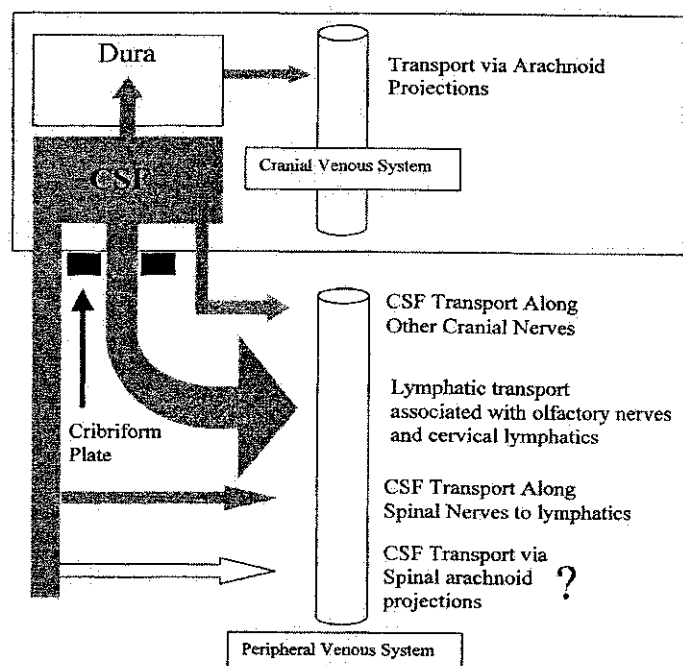 Dura
Transport via Arachnoid
Projections
CSF
Cranial Venous System
CSF Transport Along
Other Cranial Nerves
Lymphatic transport
associated with olfactory nerves
and cervical lymphatics
Cribriform
Plate
CSF Transport Along
Spinal Nerves to lymphatics
CSF Transport via
Spinal arachnoid ?
projections
Peripheral Venous System